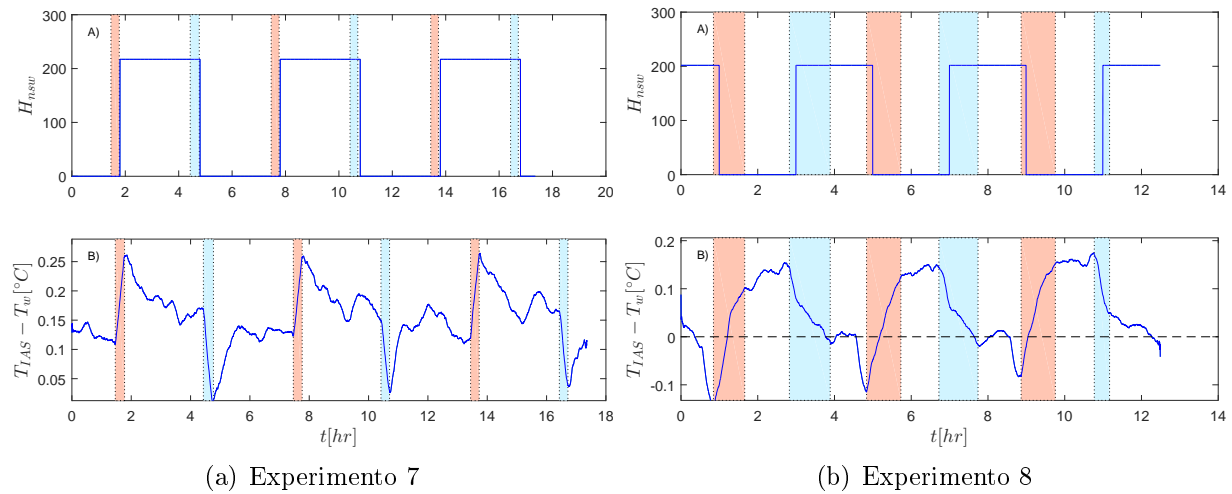 300
200
100
0
H_nsw
A)
0 2 4 6 8 10 12 14 16 18 20
0.25
0.2
0.15
0.1
0.05
T_IAS − T_w [°C]
B)
0 2 4 6 8 10 12 14 16 18 20
t[hr]
(a) Experimento 7
300
200
100
0
H_nsw
A)
0 2 4 6 8 10 12 14
0.2
0.1
0
-0.1
T_IAS − T_w [°C]
B)
0 2 4 6 8 10 12 14
t[hr]
(b) Experimento 8